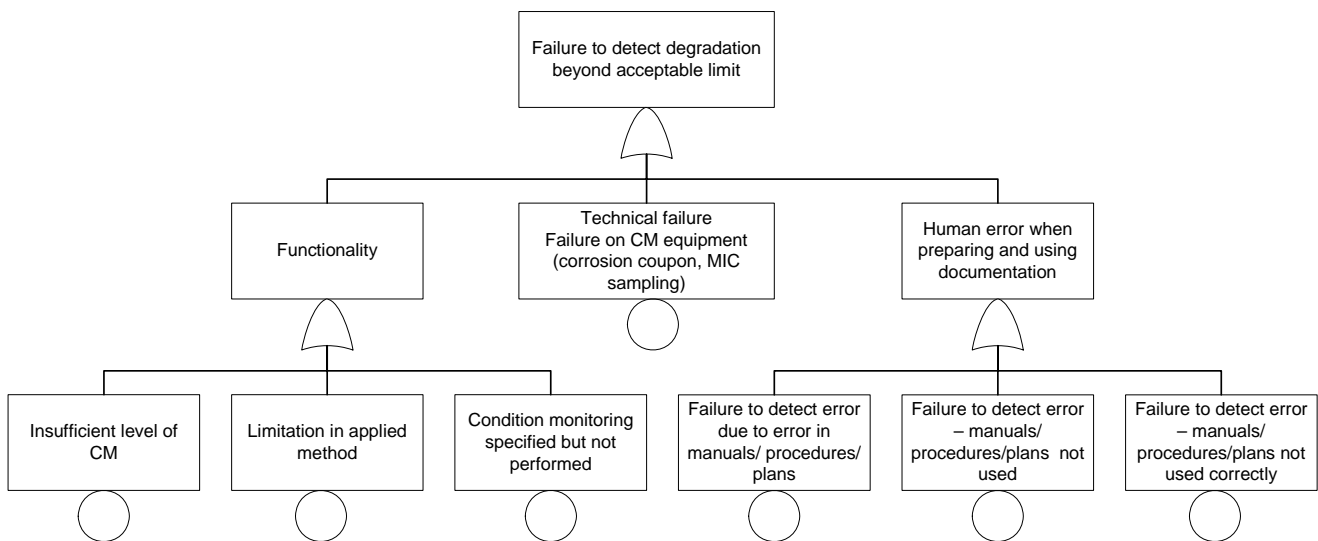 Failure to detect degradation
beyond acceptable limit
Functionality
Technical failure
Failure on CM equipment
(corrosion coupon, MIC
sampling)
Human error when
preparing and using
documentation
Insufficient level of
CM
Limitation in applied
method
Condition monitoring
specified but not
performed
Failure to detect error
due to error in
manuals/ procedures/
plans
Failure to detect error
– manuals/
procedures/plans not
used
Failure to detect error
– manuals/
procedures/plans not
used correctly